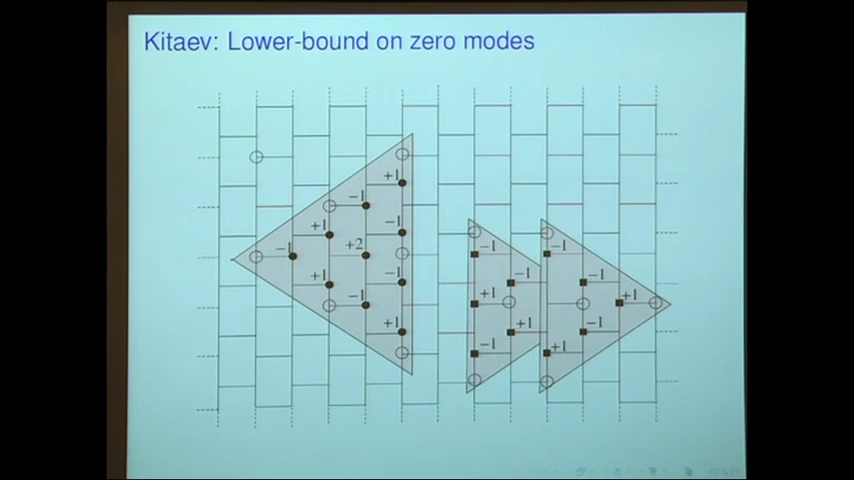 Kitaev: Lower-bound on zero modes
+1
-1
+1 -1
-1 +2 -1 -1
+1 -1 +1 -1 -1
-1 +1 +1
+1 +1 -1
-1 +1